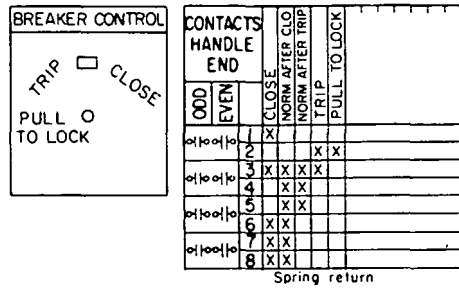 BREAKER CONTROL
TRIP
CLOSE
PULL
TO LOCK
CONTACTS
HANDLE
END
ODD
EVEN
CLOSE
NORM AFTER CLO
NORM AFTER TRIP
TRIP
PULL TO LOCK
1 X
2 X X
3 X X X X
4 X X
5 X X
6 X X
7 X X
8 X X
Spring return